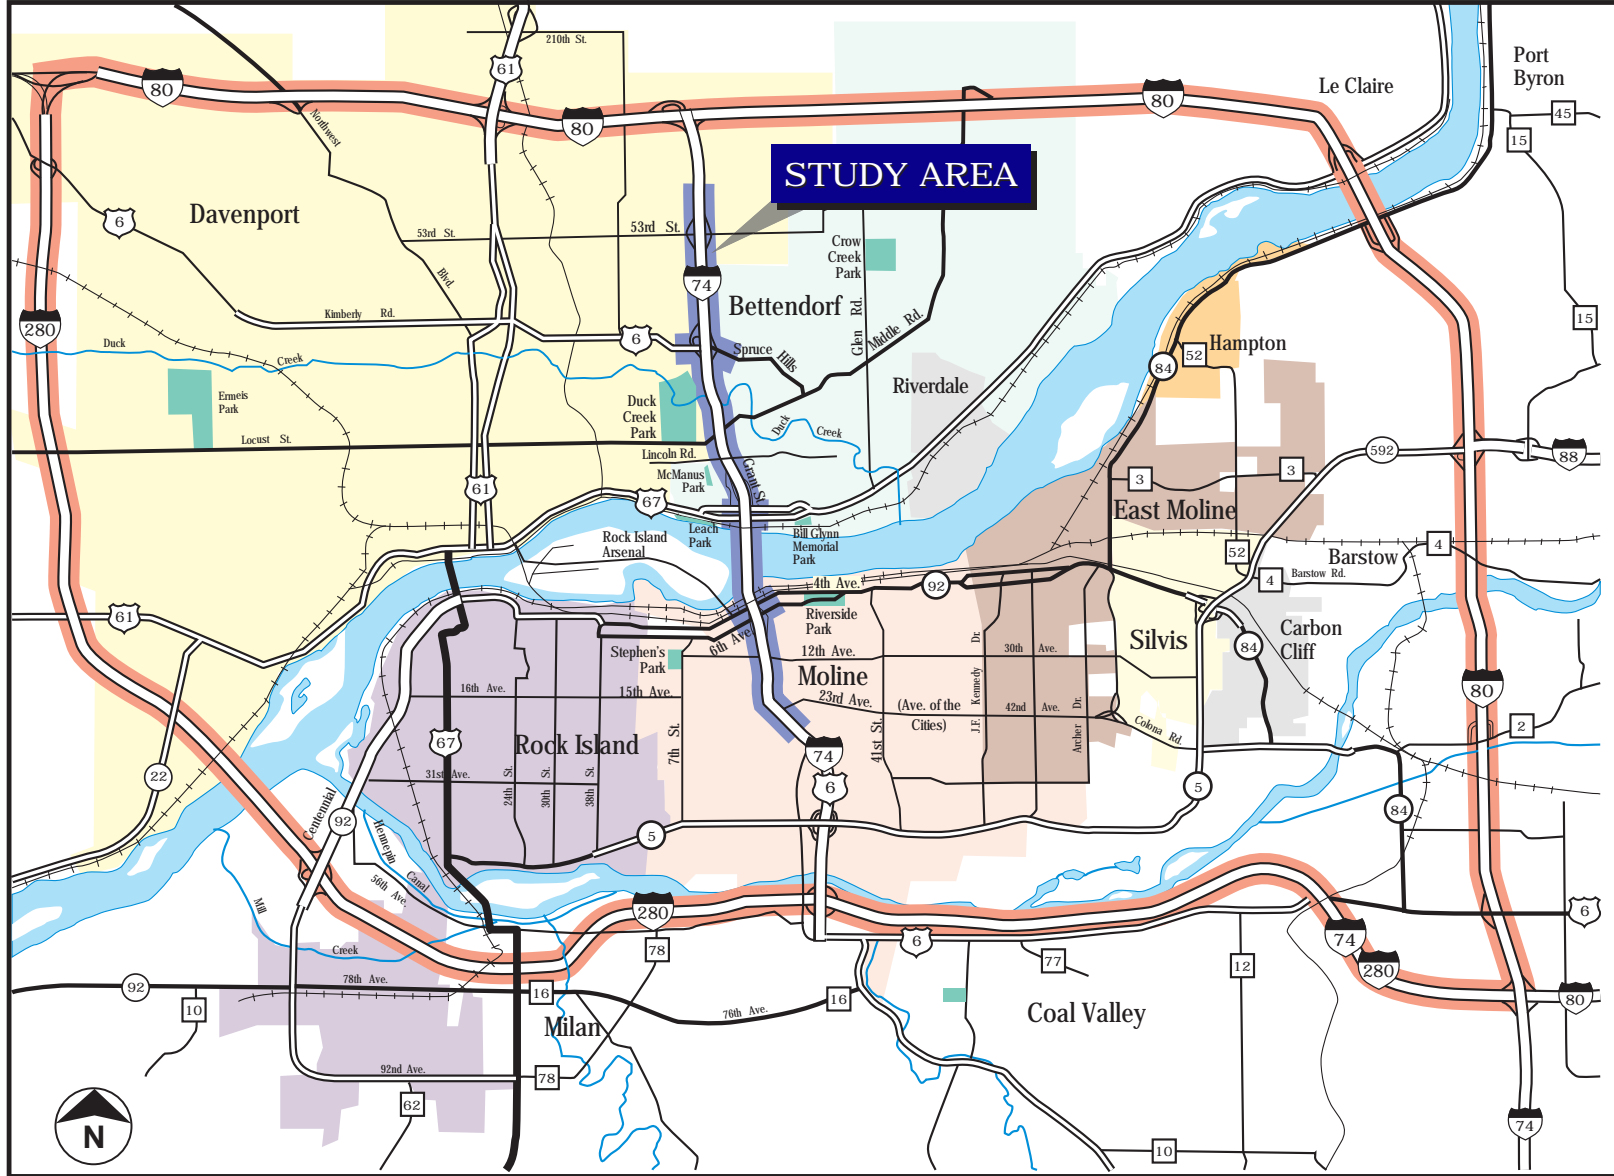 210th St.
61
Port
Byron
Le Claire
80
80
80
45
15
Northwest
STUDY AREA
6
Davenport
53rd St.
53rd St.
Crow
Creek
Park
Blvd.
74
Bettendorf
280
Kimberly Rd.
Glen Rd.
Middle Rd.
15
6
Duck
Creek
Spruce
Hills
52
Hampton
84
Riverdale
Ermeis
Park
Duck
Creek
Park
Duck
Creek
Locust St.
Lincoln Rd.
592
88
McManus
Park
Grant St.
3
3
61
67
East Moline
Leach
Park
Bill Glynn
Memorial
Park
Rock Island
Arsenal
52
Barstow
4
4
Barstow Rd.
4th Ave.
92
61
Riverside
Park
6th Ave.
Stephen's
Park
12th Ave.
J.F. Kennedy Dr.
30th Ave.
Silvis
84
Carbon
Cliff
Moline
16th Ave.
15th Ave.
23rd Ave.
(Ave. of the
Cities)
42nd Ave.
Archer Dr.
Colona Rd.
80
2
67
Rock Island
7th St.
41st St.
74
22
31st Ave.
24th St.
30th St.
38th St.
6
5
84
Centennial
92
Hennepin
Canal
5
56th Ave.
Mill
Creek
280
6
6
74
280
78
77
12
78th Ave.
92
10
16
16
76th Ave.
Milan
Coal Valley
80
92nd Ave.
78
62
N
74
10